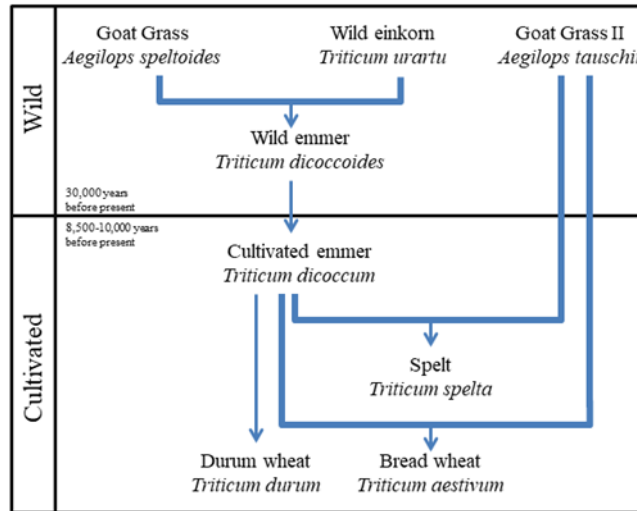 Goat Grass
Aegilops speltoides
Wild einkorn
Triticum urartu
Goat Grass II
Aegilops tauschii
Wild
Wild emmer
Triticum dicoccoides
30,000 years
before present
8,500-10,000 years
before present
Cultivated emmer
Triticum dicoccum
Cultivated
Spelt
Triticum spelta
Durum wheat
Triticum durum
Bread wheat
Triticum aestivum